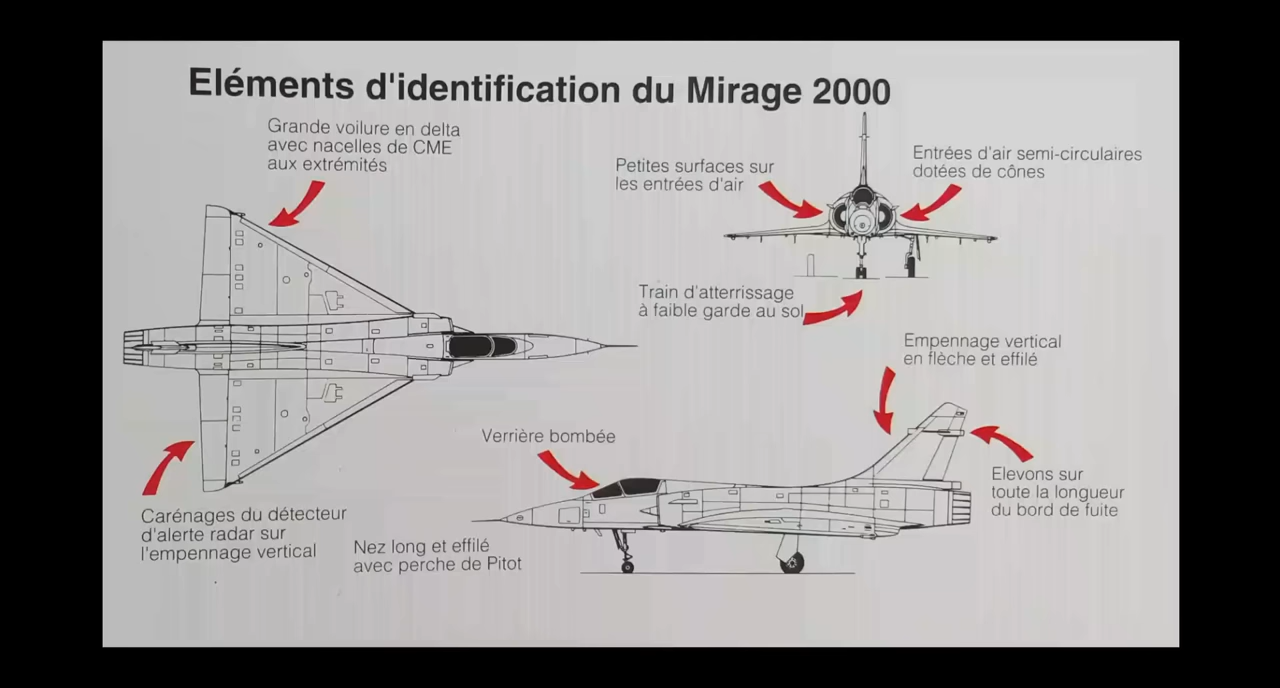 Eléments d'identification du Mirage 2000
Grande voilure en delta
avec nacelles de CME
aux extrémités
Petites surfaces sur
les entrées d'air
Entrées d'air semi-circulaires
dotées de cônes
Train d'atterrissage
à faible garde au sol
Empennage vertical
en flèche et effilé
Verrière bombée
Elevons sur
toute la longueur
du bord de fuite
Carénages du détecteur
d'alerte radar sur
l'empennage vertical
Nez long et effilé
avec perche de Pitot